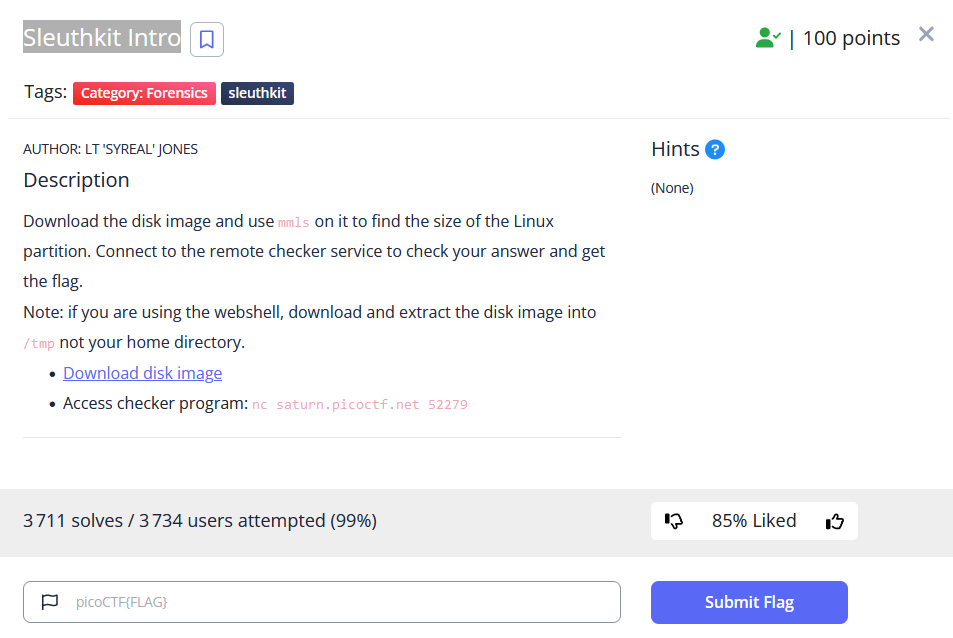 Sleuthkit Intro
| 100 points
Tags: Category: Forensics sleuthkit
AUTHOR: LT 'SYREAL' JONES
Description
Download the disk image and use mmls on it to find the size of the Linux
partition. Connect to the remote checker service to check your answer and get
the flag.
Note: if you are using the webshell, download and extract the disk image into
/tmp not your home directory.
• Download disk image
• Access checker program: nc saturn.picoctf.net 52279
Hints ?
(None)
3 711 solves / 3 734 users attempted (99%)
85% Liked
picoCTF{FLAG}
Submit Flag